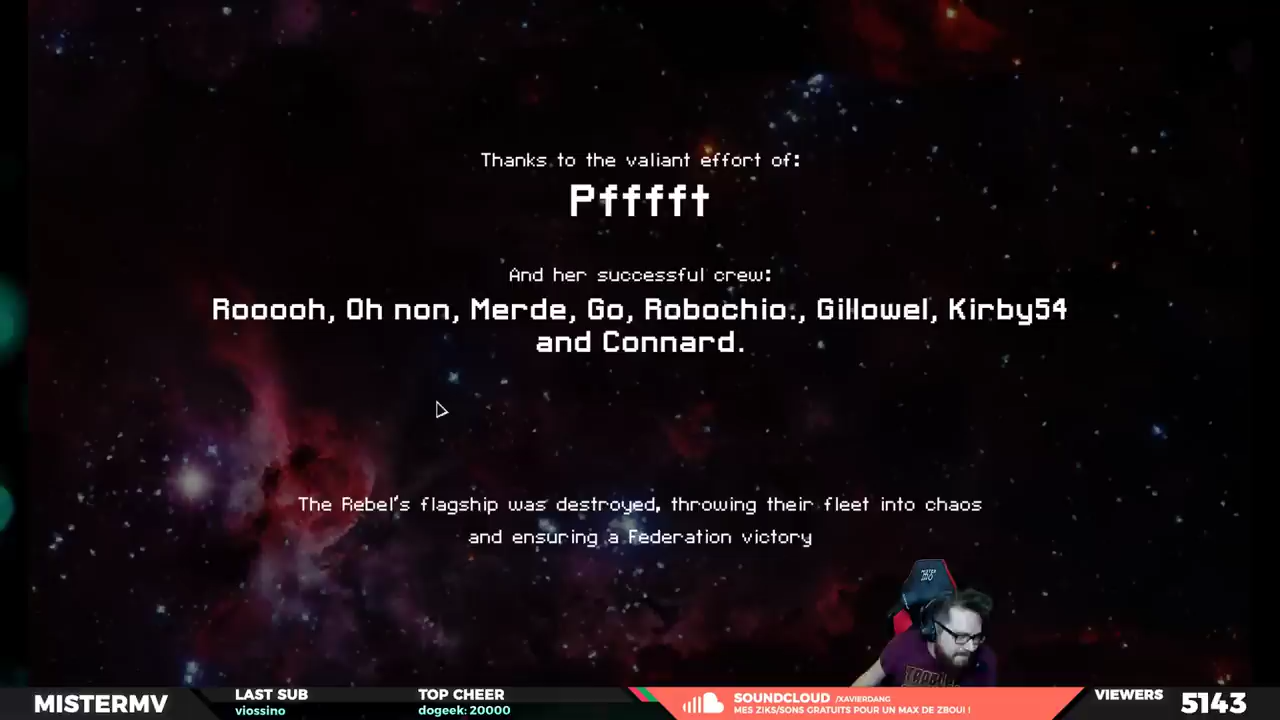 Thanks to the valiant effort of:
Pfffft
And her successful crew:
Rooooh, Oh non, Merde, Go, Robochio., Gillowel, Kirby54
and Connard.
The Rebel's flagship was destroyed, throwing their fleet into chaos
and ensuring a Federation victory
MISTERMV
LAST SUB
viossino
TOP CHEER
dogeek: 20000
SOUNDCLOUD /XAVIERDANG
MES ZIKS/SONS GRATUITS POUR UN MAX DE ZBOUI !
VIEWERS
5143